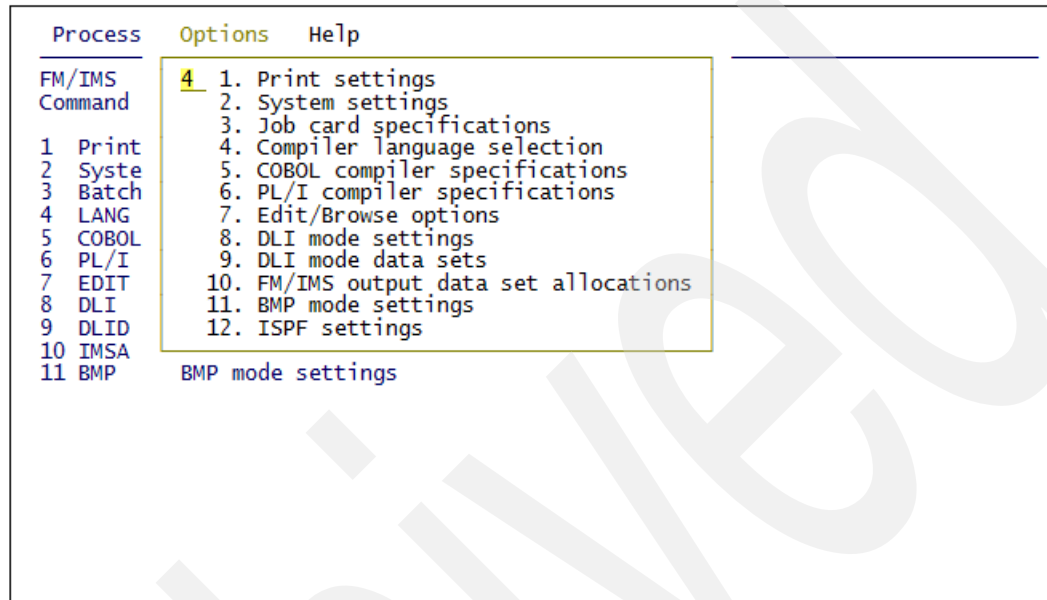 Process Options Help
FM/IMS 4 1. Print settings
Command 2. System settings
3. Job card specifications
1 Print 4. Compiler language selection
2 Syste 5. COBOL compiler specifications
3 Batch 6. PL/I compiler specifications
4 LANG 7. Edit/Browse options
5 COBOL 8. DLI mode settings
6 PL/I 9. DLI mode data sets
7 EDIT 10. FM/IMS output data set allocations
8 DLI 11. BMP mode settings
9 DLID 12. ISPF settings
10 IMSA
11 BMP BMP mode settings